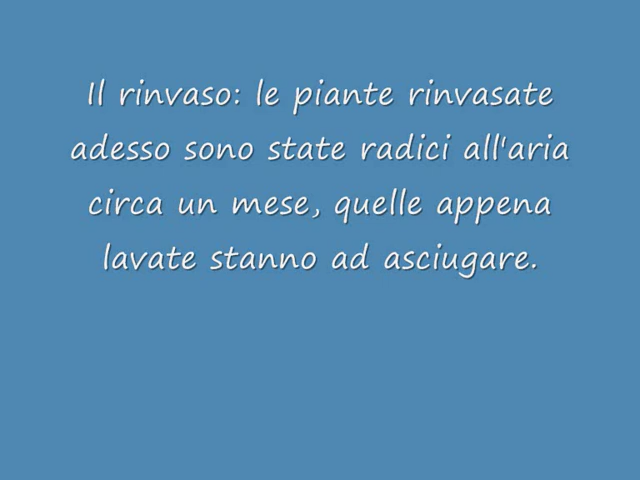 Il rinvaso: le piante rinvasate
adesso sono state radici all'aria
circa un mese, quelle appena
lavate stanno ad asciugare.